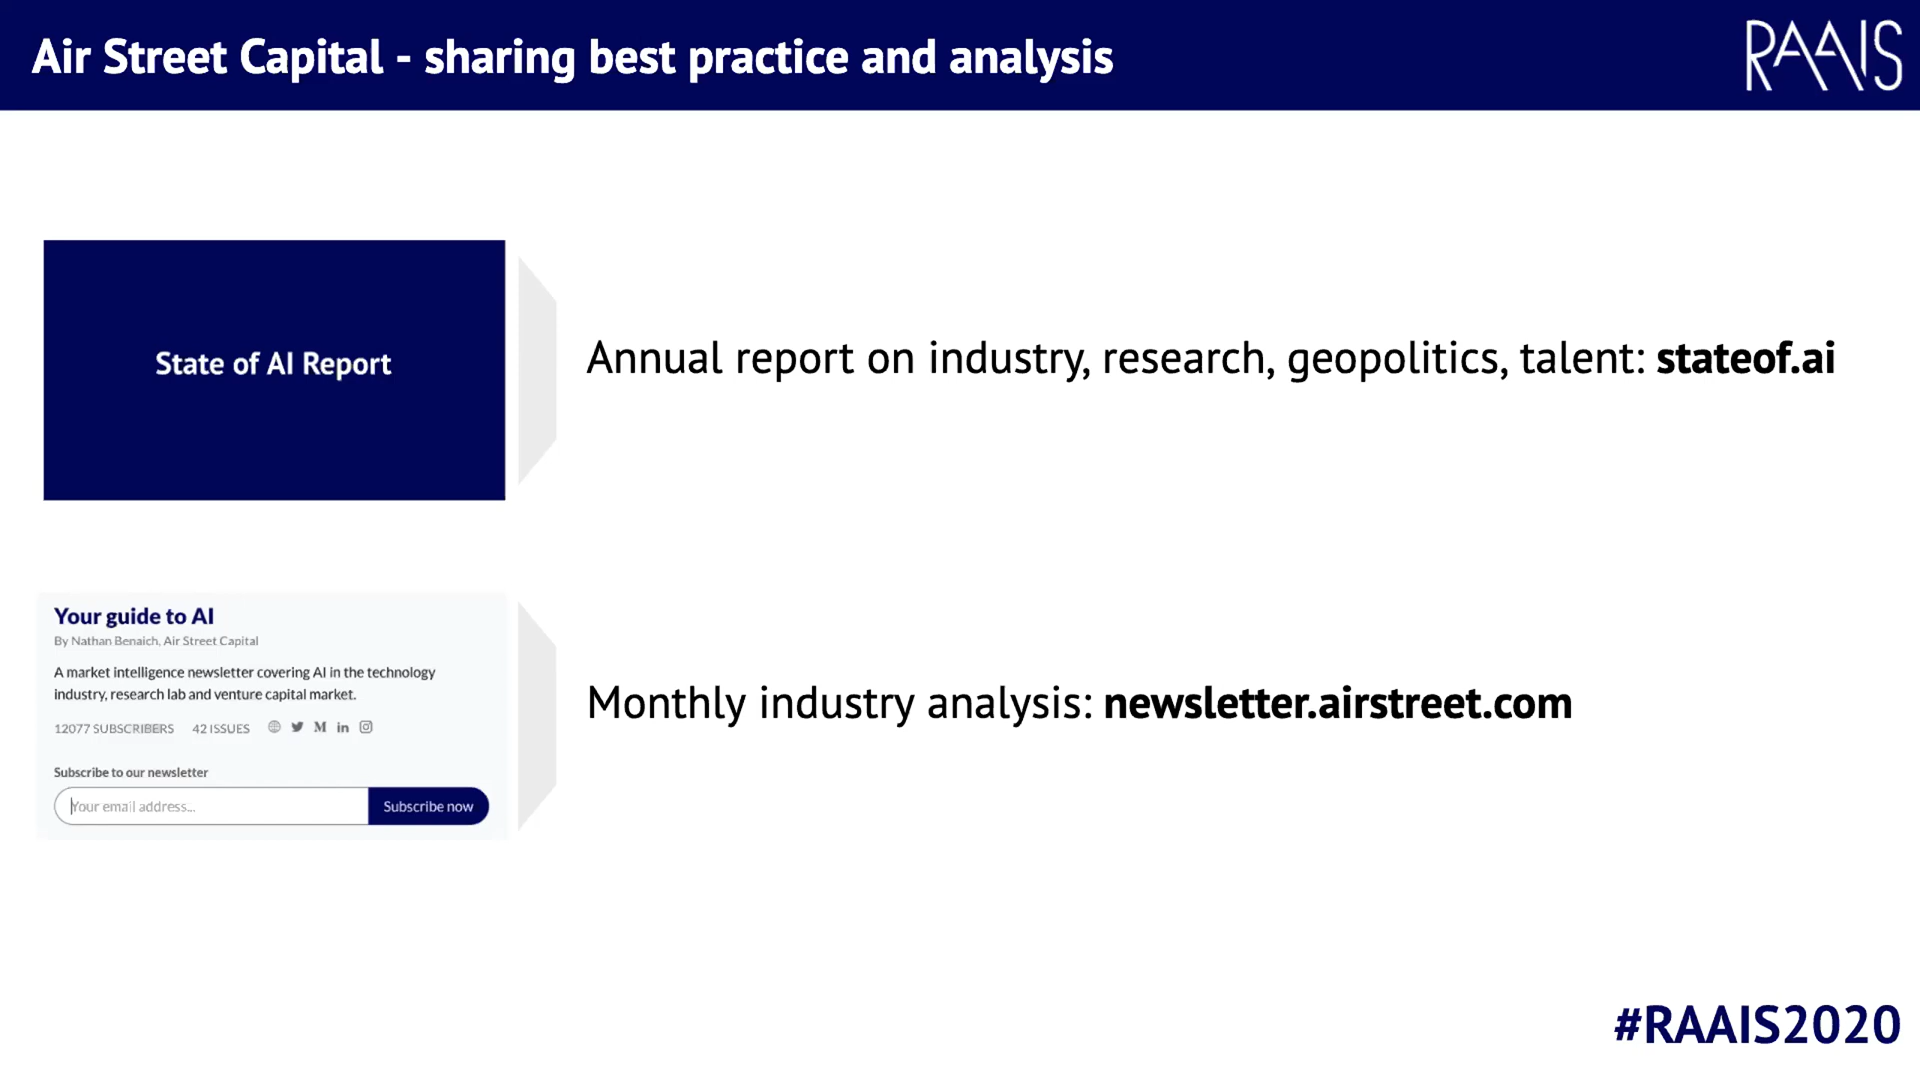 Air Street Capital - sharing best practice and analysis
RAAIS
State of AI Report
Annual report on industry, research, geopolitics, talent: stateof.ai
Your guide to AI
By Nathan Benaich, Air Street Capital
A market intelligence newsletter covering AI in the technology
industry, research lab and venture capital market.
12077 SUBSCRIBERS 42 ISSUES
Subscribe to our newsletter
Your email address...
Subscribe now
Monthly industry analysis: newsletter.airstreet.com
#RAAIS2020